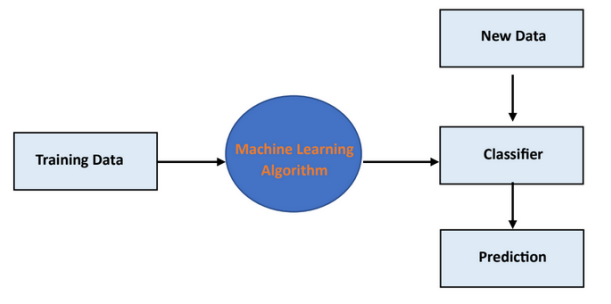 New Data
Training Data
Machine Learning
Algorithm
Classifier
Prediction